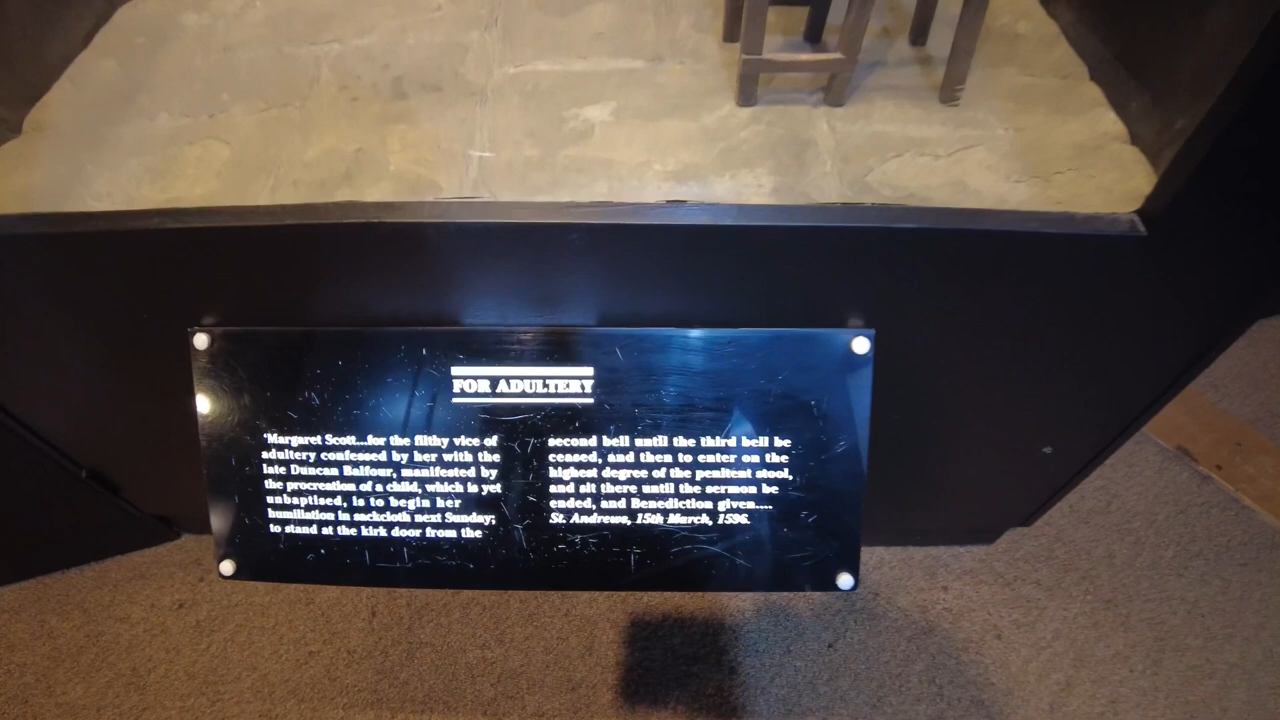 FOR ADULTERY
'Margaret Scott...for the filthy vice of
adultery confessed by her with the
late Duncan Balfour, manifested by
the procreation of a child, which is yet
unbaptised, is to begin her
humiliation in sackcloth next Sunday;
to stand at the kirk door from the
second bell until the third bell be
ceased, and then to enter on the
highest degree of the penitent stool,
and sit there until the sermon be
ended, and Benediction given....
St. Andrews, 15th March, 1596.